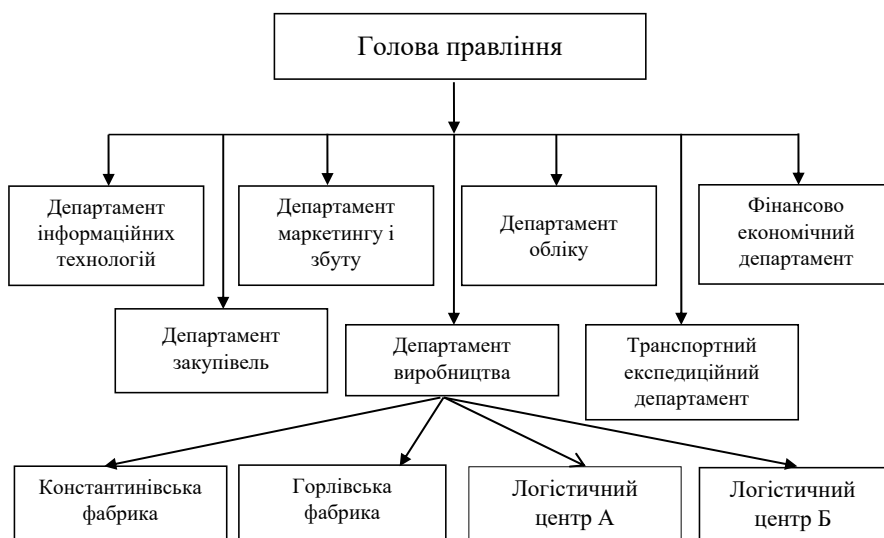 Голова правління
Департамент
інформаційних
технологій
Департамент
маркетингу і
збуту
Департамент
обліку
Фінансово
економічний
департамент
Департамент
закупівель
Департамент
виробництва
Транспортний
експедиційний
департамент
Константинівська
фабрика
Горлівська
фабрика
Логістичний
центр А
Логістичний
центр Б